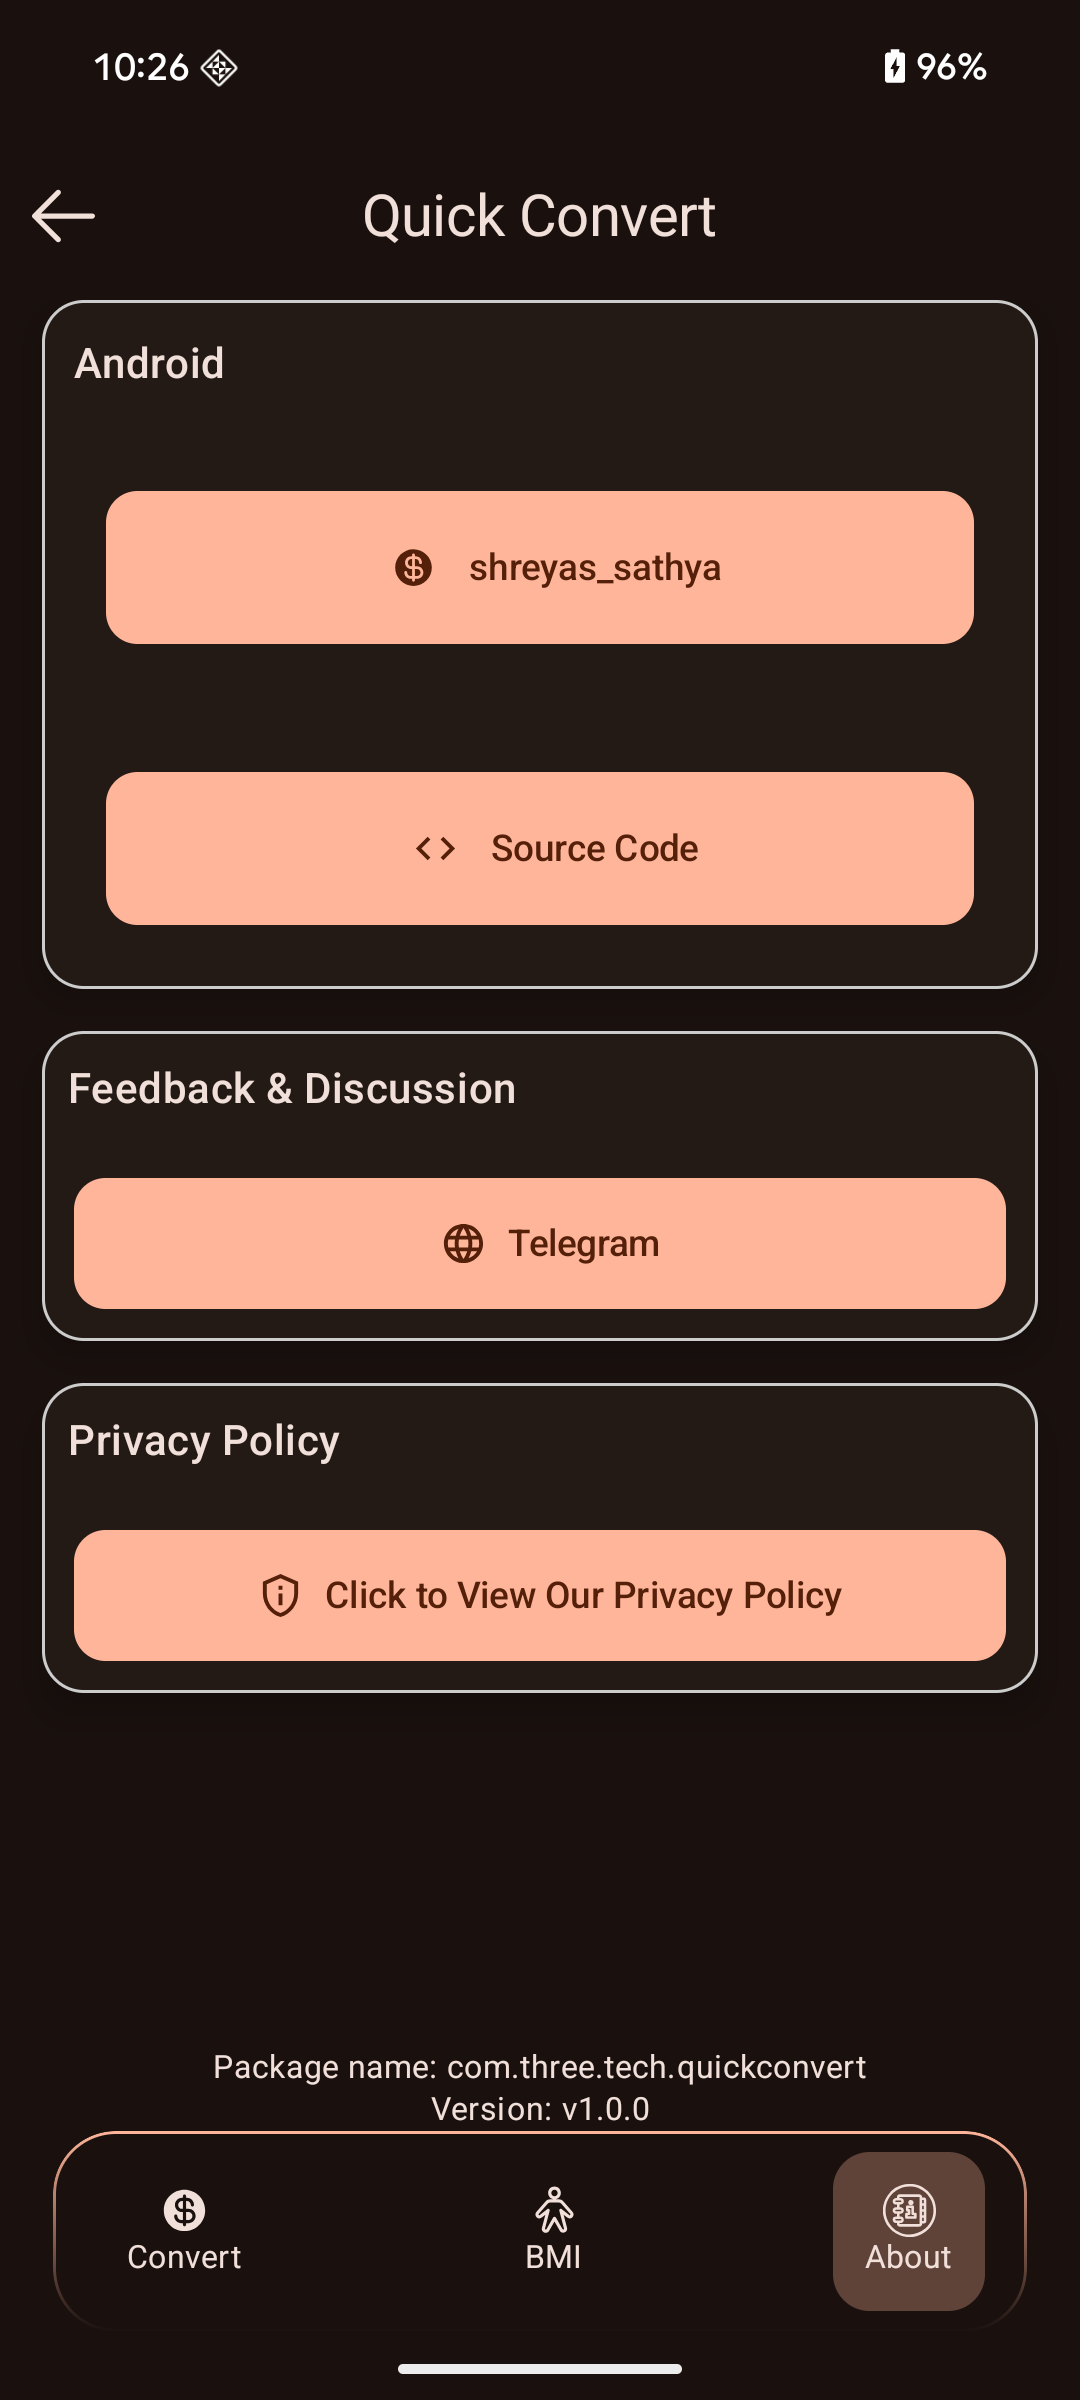 10:26
96%
Quick Convert
Android
shreyas_sathya
Source Code
Feedback & Discussion
Telegram
Privacy Policy
Click to View Our Privacy Policy
Package name: com.three.tech.quickconvert
Version: v1.0.0
Convert
BMI
About